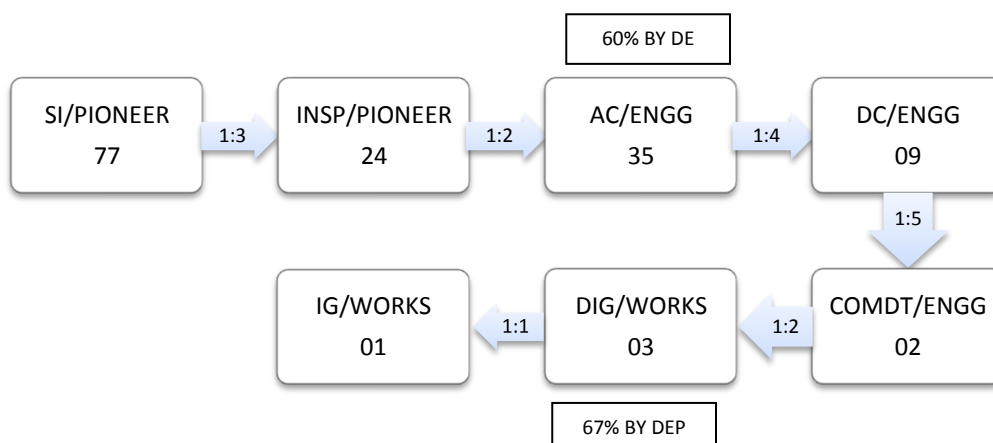 60% BY DE
SI/PIONEER
77
1:3
INSP/PIONEER
24
1:2
AC/ENGG
35
1:4
DC/ENGG
09
1:5
COMDT/ENGG
02
1:2
DIG/WORKS
03
1:1
IG/WORKS
01
67% BY DEP